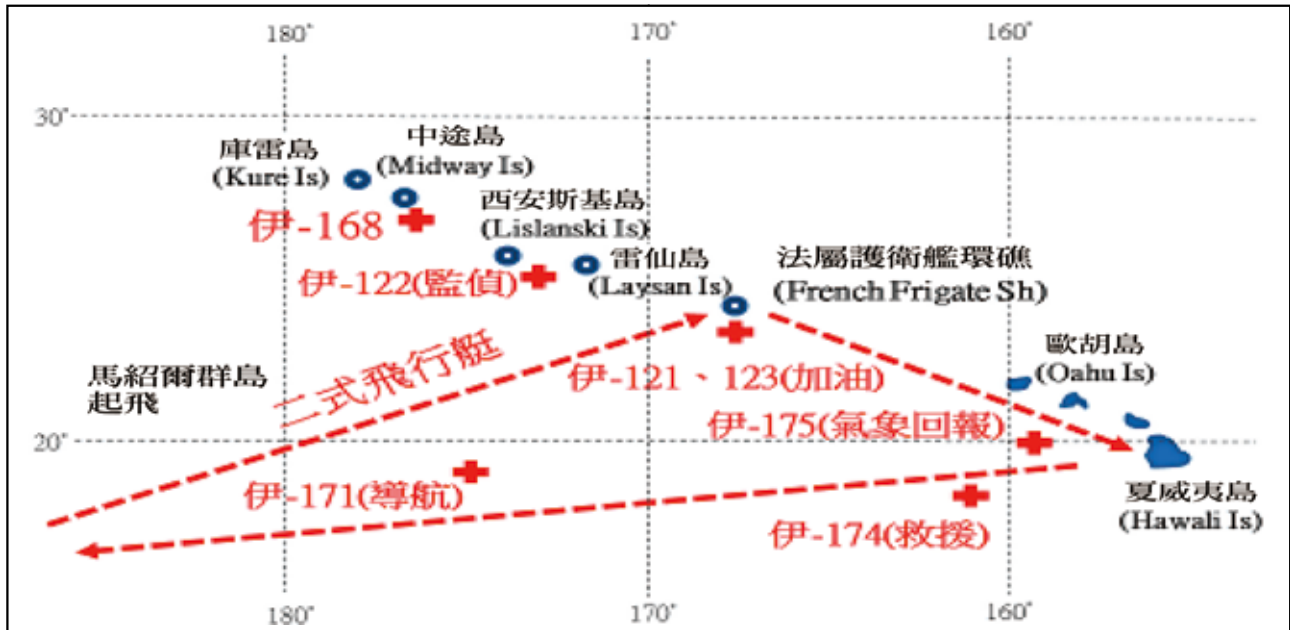 180°
170°
160°
30°
中途島
(Midway Is)
庫雷島
(Kure Is)
西安斯基島
(Lislanski Is)
伊-168
雷仙島
(Laysan Is)
法屬護衛艦環礁
(French Frigate Sh)
伊-122(監偵)
馬紹爾群島
起飛
二式飛行艇
伊-121、123(加油)
歐胡島
(Oahu Is)
伊-175(氣象回報)
20°
伊-171(導航)
伊-174(救援)
夏威夷島
(Hawali Is)
180°
170°
160°